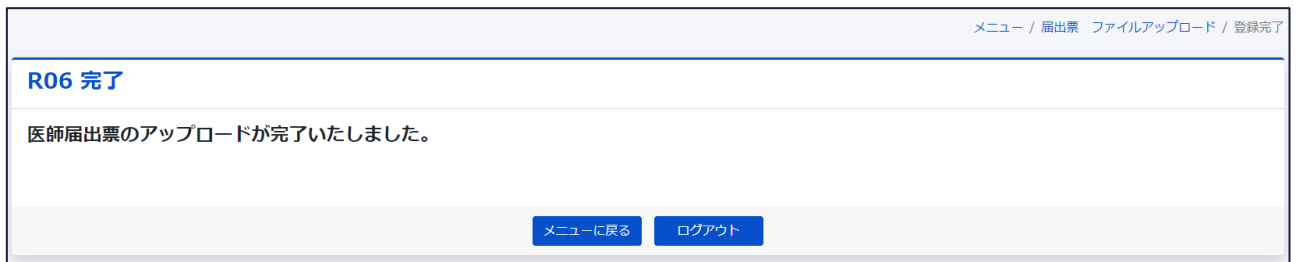 メニュー / 届出票　ファイルアップロード / 登録完了
R06 完了
医師届出票のアップロードが完了いたしました。
メニューに戻る ログアウト